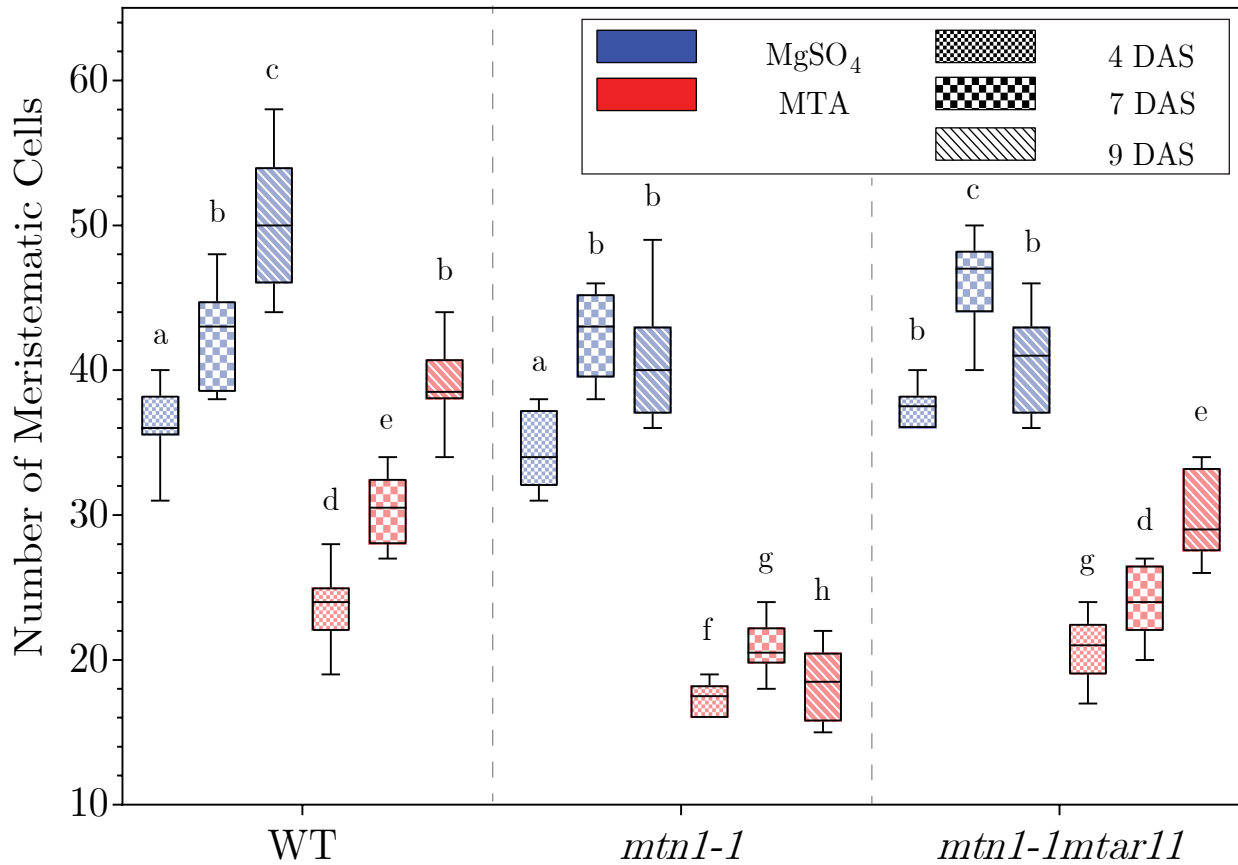 Number of Meristematic Cells
60
50
40
30
20
10
MgSO₄
MTA
4 DAS
7 DAS
9 DAS
a
b
c
d
e
b
a
b
b
f
g
h
b
c
b
g
d
e
WT
mtn1-1
mtn1-1mtar11